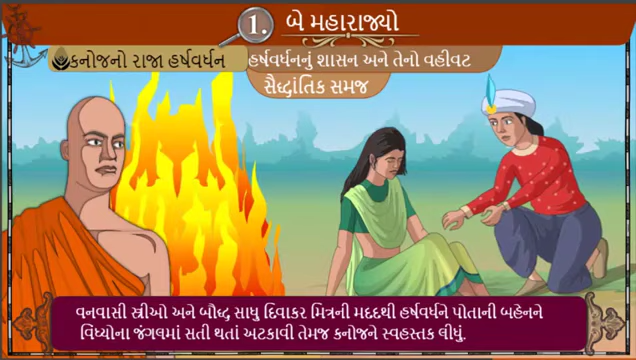 1. બે મહારાજ્યો
કનોજનો રાજા હર્ષવર્ધન
હર્ષવર્ધનનું શાસન અને તેનો વહીવટ
સૈદ્ધાંતિક સમજ
વનવાસી સ્ત્રીઓ અને બૌદ્ધ સાધુ દિવાકર મિત્રની મદદથી હર્ષવર્ધને પોતાની બહેનને
વિંધ્યોના જંગલમાં સતી થતાં અટકાવી તેમજ કનોજને સ્વહસ્તક લીધું.